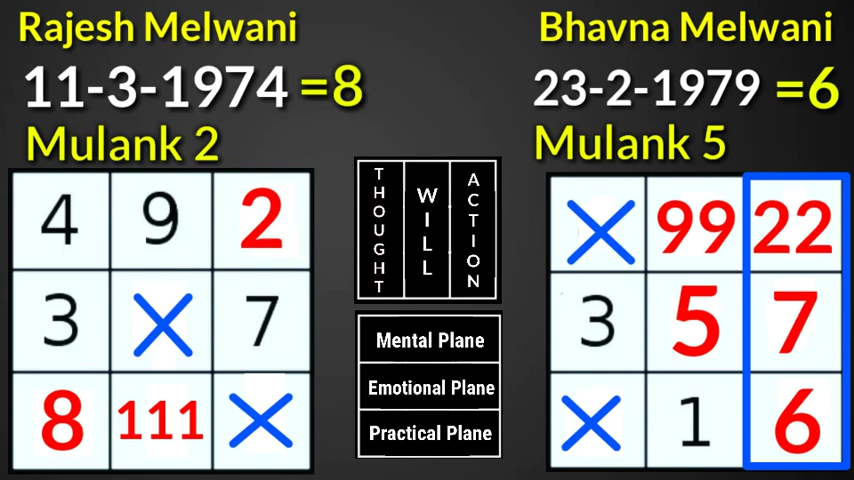 Rajesh Melwani
11-3-1974 =8
Mulank 2
4 9 2
3 7
8 111
THOUGHT
WILL
ACTION
Mental Plane
Emotional Plane
Practical Plane
Bhavna Melwani
23-2-1979 =6
Mulank 5
99 22
3 5 7
1 6